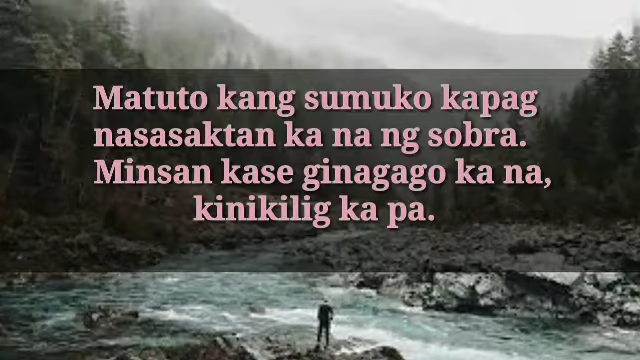 Matuto kang sumuko kapag
nasasaktan ka na ng sobra.
Minsan kase ginagago ka na,
kinikilig ka pa.